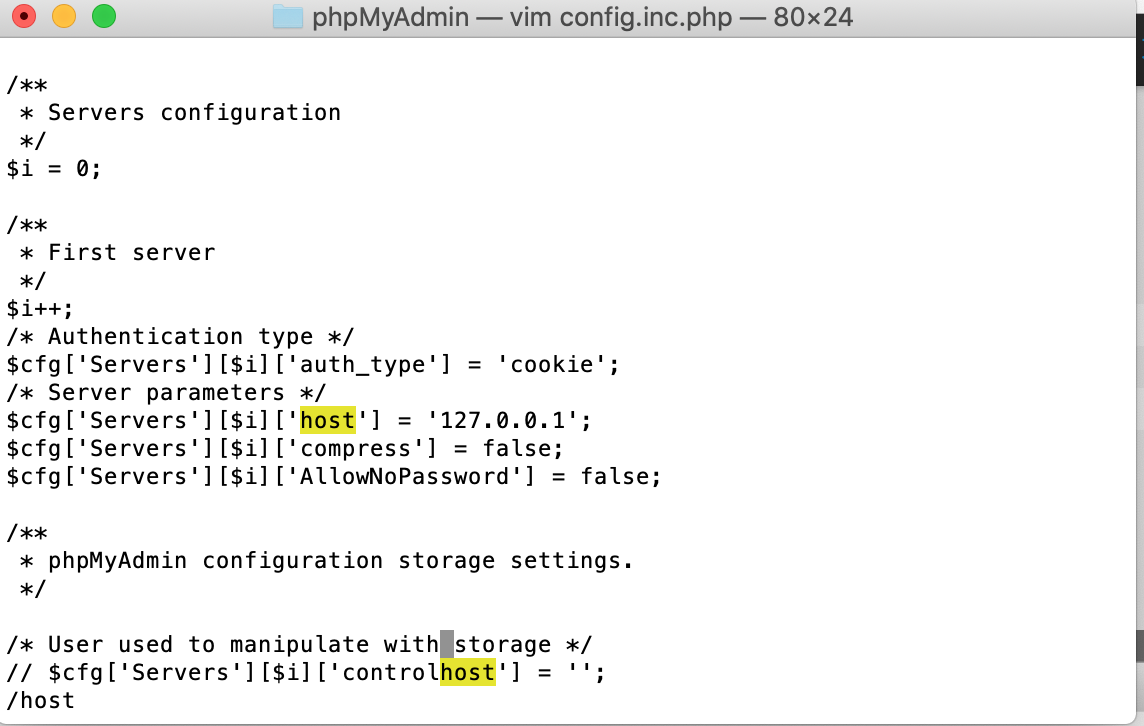 phpMyAdmin — vim config.inc.php — 80×24
/**
 * Servers configuration
 */
$i = 0;
/**
 * First server
 */
$i++;
/* Authentication type */
$cfg['Servers'][$i]['auth_type'] = 'cookie';
/* Server parameters */
$cfg['Servers'][$i]['host'] = '127.0.0.1';
$cfg['Servers'][$i]['compress'] = false;
$cfg['Servers'][$i]['AllowNoPassword'] = false;
/**
 * phpMyAdmin configuration storage settings.
 */
/* User used to manipulate with storage */
// $cfg['Servers'][$i]['controlhost'] = '';
/host